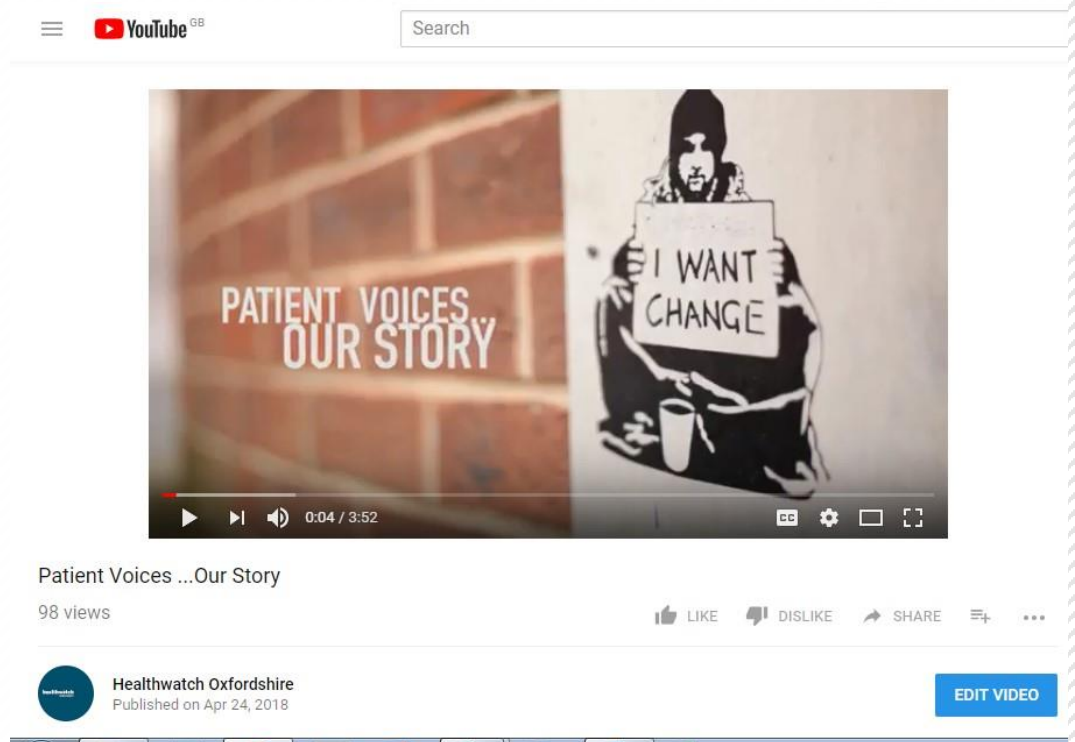 YouTube GB
Search
PATIENT VOICES...
OUR STORY
I WANT
CHANGE
0:04 / 3:52
CC
Patient Voices ...Our Story
98 views
LIKE DISLIKE SHARE
healthwatch
Healthwatch Oxfordshire
Published on Apr 24, 2018
EDIT VIDEO